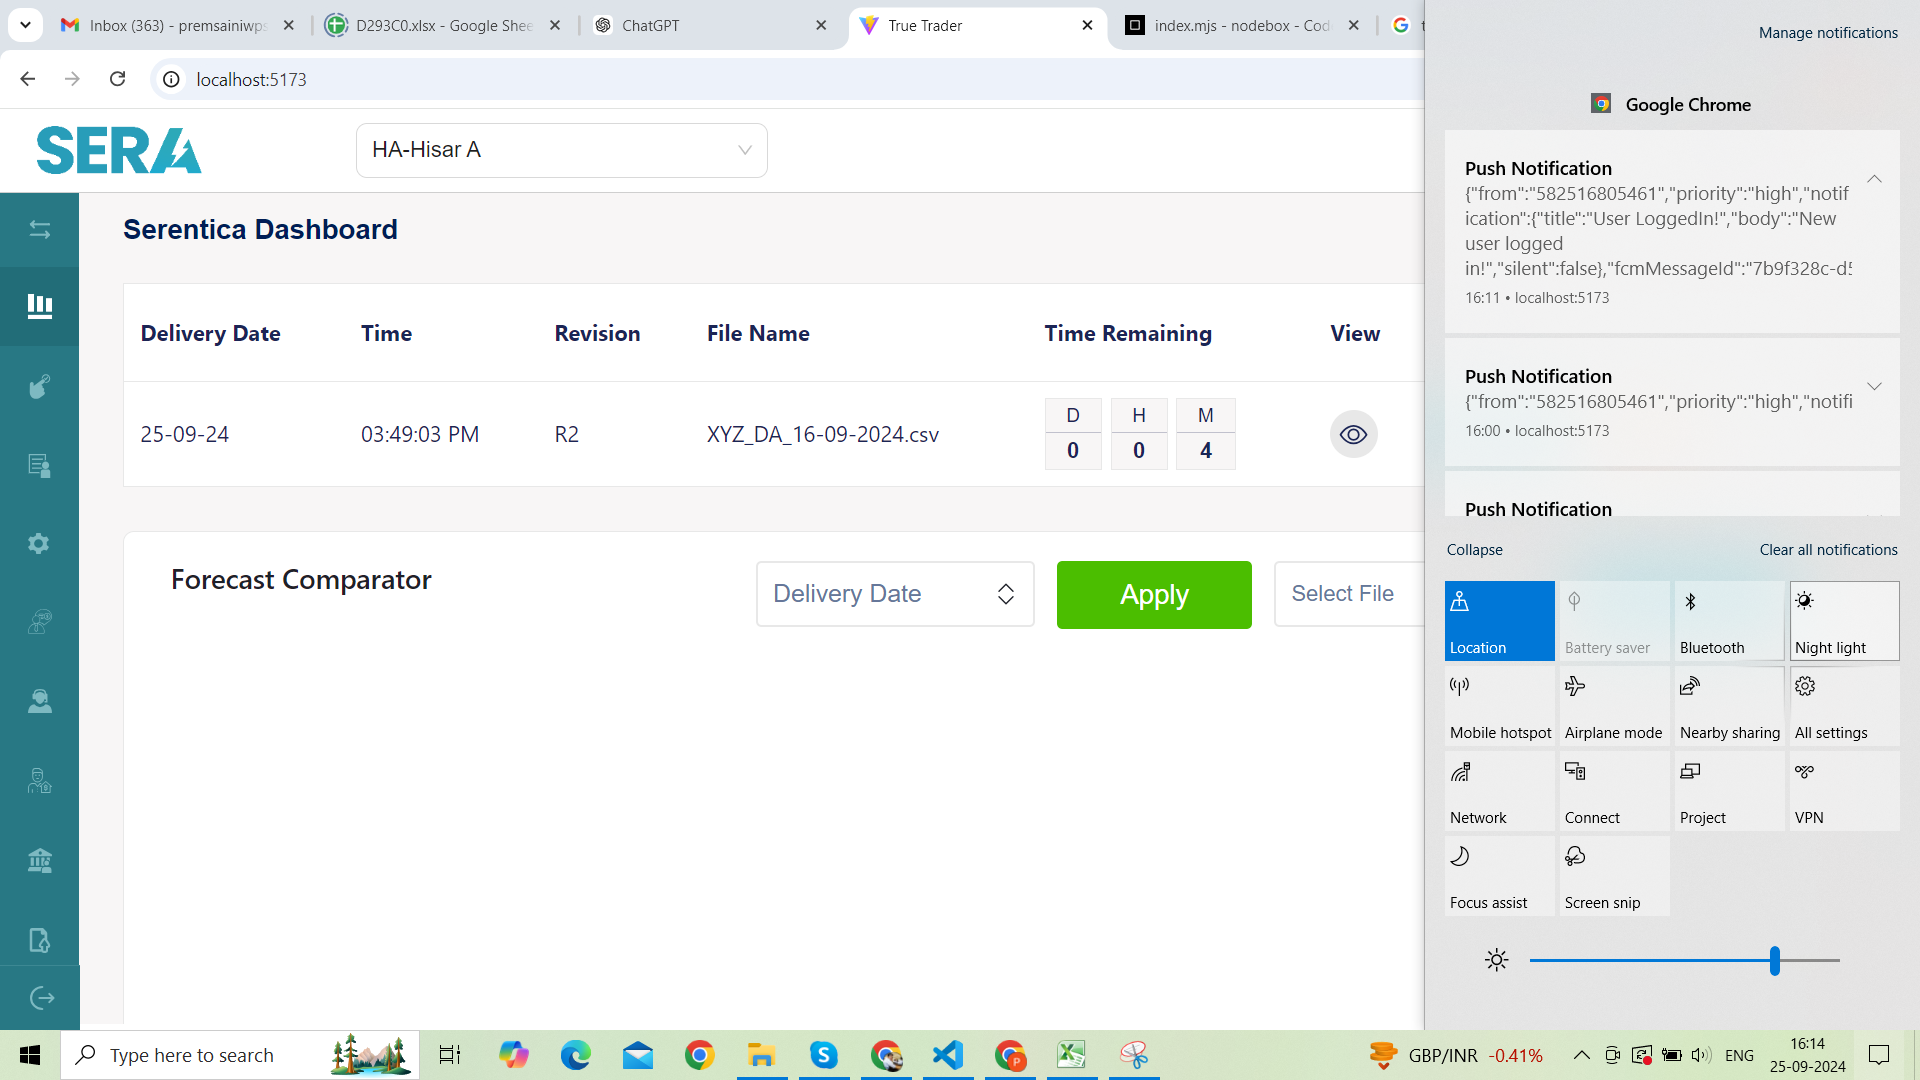 Inbox (363) - premsainiwps
D293C0.xlsx - Google Shee
ChatGPT
True Trader
index.mjs - nodebox - Cod
localhost:5173
SERA
HA-Hisar A
Serentica Dashboard
Delivery Date Time Revision File Name Time Remaining View
D H M
25-09-24 03:49:03 PM R2 XYZ_DA_16-09-2024.csv
0 0 4
Forecast Comparator
Delivery Date
Apply
Select File
Manage notifications
Google Chrome
Push Notification
{"from":"582516805461","priority":"high","notif
ication":{"title":"User LoggedIn!","body":"New
user logged
in!","silent":false},"fcmMessageId":"7b9f328c-d5
16:11 • localhost:5173
Push Notification
{"from":"582516805461","priority":"high","notifi
16:00 • localhost:5173
Push Notification
Collapse
Clear all notifications
Location
Battery saver
Bluetooth
Night light
Mobile hotspot
Airplane mode
Nearby sharing
All settings
Network
Connect
Project
VPN
Focus assist
Screen snip
Type here to search
GBP/INR -0.41%
ENG
16:14
25-09-2024